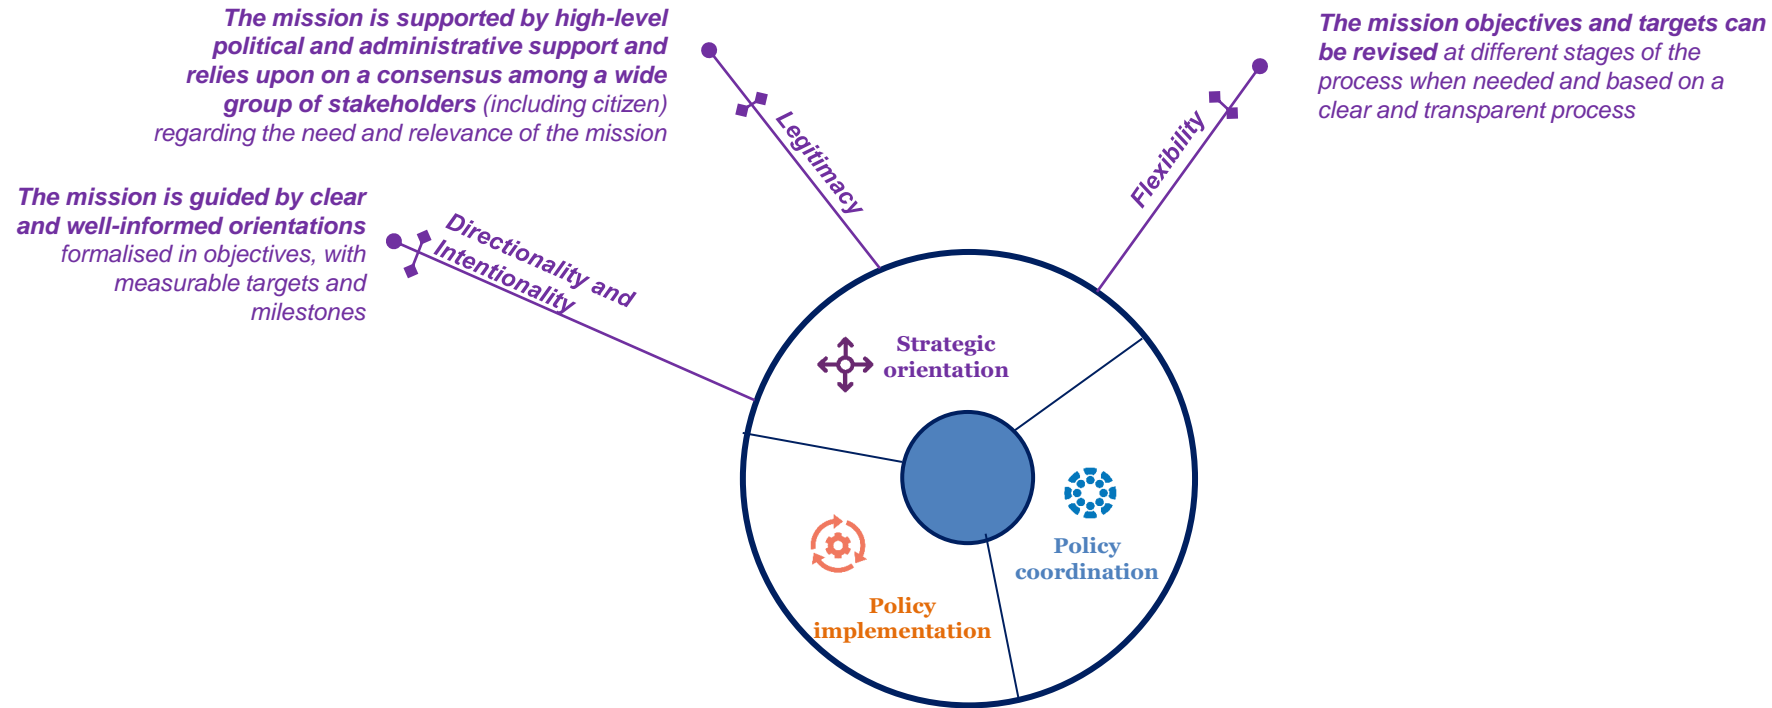 The mission is supported by high-level
political and administrative support and
relies upon on a consensus among a wide
group of stakeholders (including citizen)
regarding the need and relevance of the mission
The mission objectives and targets can
be revised at different stages of the
process when needed and based on a
clear and transparent process
Legitimacy
Flexibility
The mission is guided by clear
and well-informed orientations
formalised in objectives, with
measurable targets and
milestones
Directionality and
Intentionality
Strategic
orientation
Policy
coordination
Policy
implementation